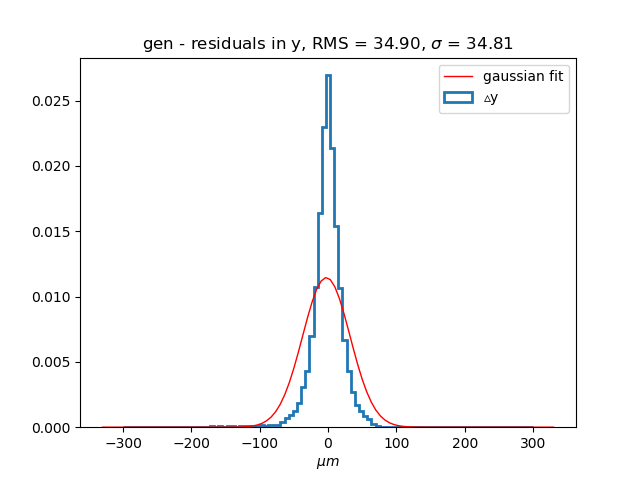 gen - residuals in y, RMS = 34.90, σ = 34.81
gaussian fit
▵y
0.025
0.020
0.015
0.010
0.005
0.000
−300 −200 −100 0 100 200 300
μm